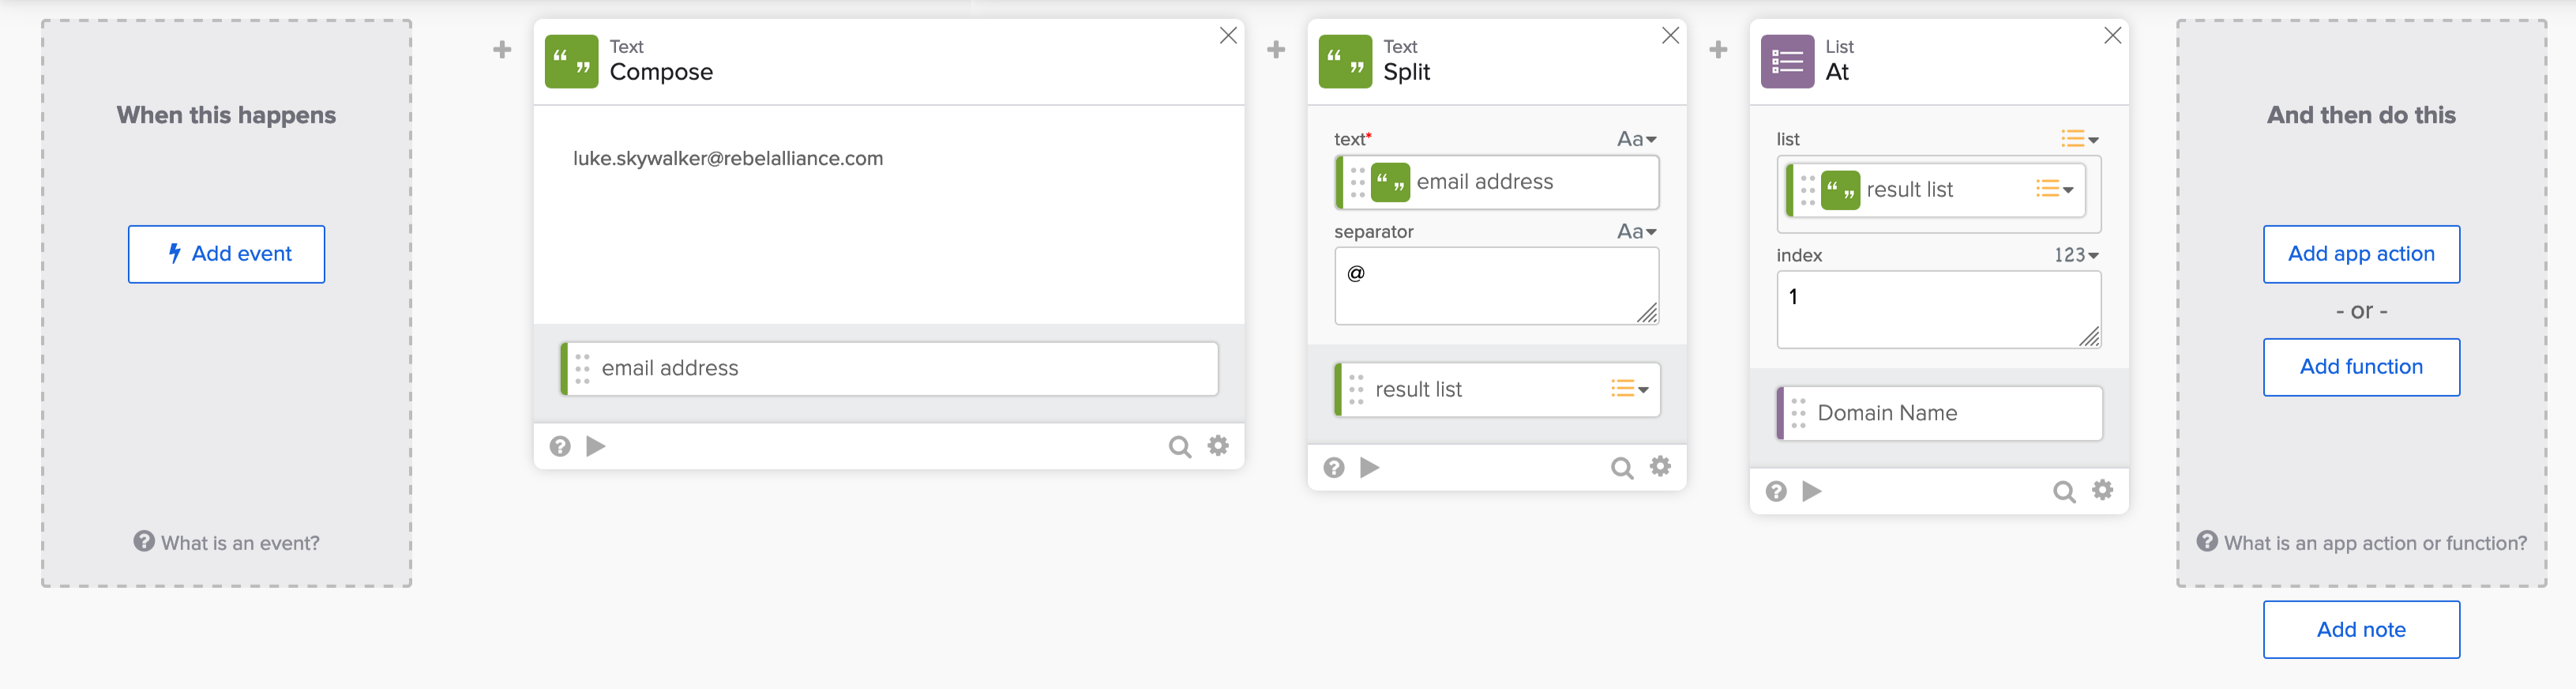 When this happens
Add event
What is an event?
Text
Compose
luke.skywalker@rebelalliance.com
email address
Text
Split
text*
Aa
email address
separator
Aa
@
result list
List
At
list
result list
index
123
1
Domain Name
And then do this
Add app action
- or -
Add function
What is an app action or function?
Add note